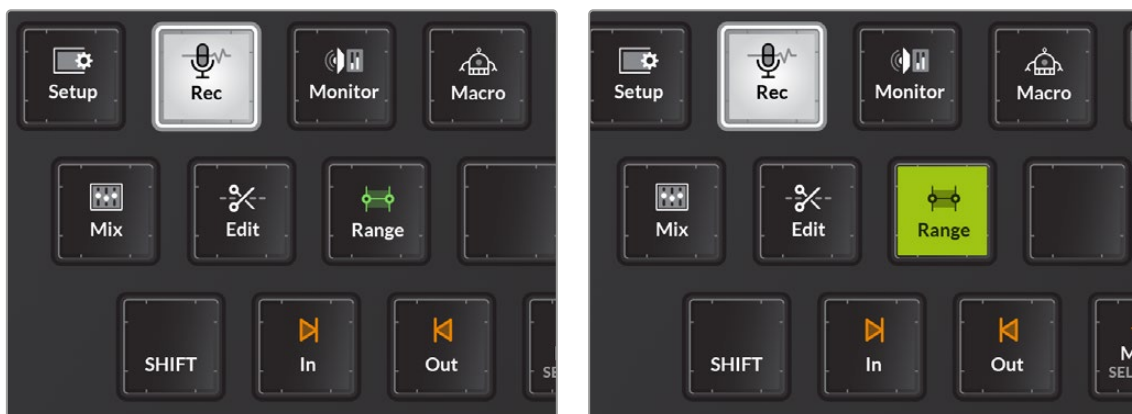 Setup Rec Monitor Macro
Mix Edit Range
SHIFT In Out
Setup Rec Monitor Macro
Mix Edit Range
SHIFT In Out